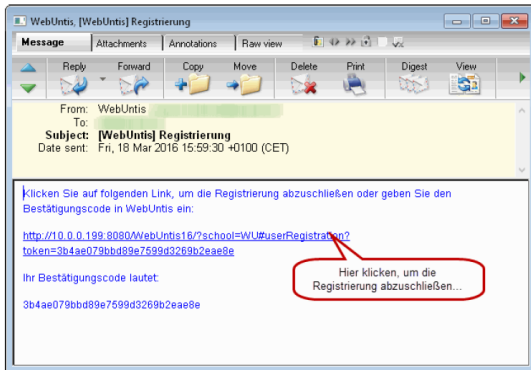 WebUntis, [WebUntis] Registrierung
Message Attachments Annotations Raw view
Reply Forward Copy Move Delete Print Digest View
From: WebUntis
To:
Subject: [WebUntis] Registrierung
Date sent: Fri, 18 Mar 2016 15:59:30 +0100 (CET)
Klicken Sie auf folgenden Link, um die Registrierung abzuschließen oder geben Sie den
Bestätigungscode in WebUntis ein:
http://10.0.0.199:8080/WebUntis16/?school=WU#userRegistration?
token=3b4ae079bbd89e7599d3269b2eae8e
Hier klicken, um die
Registrierung abzuschließen...
Ihr Bestätigungscode lautet:
3b4ae079bbd89e7599d3269b2eae8e